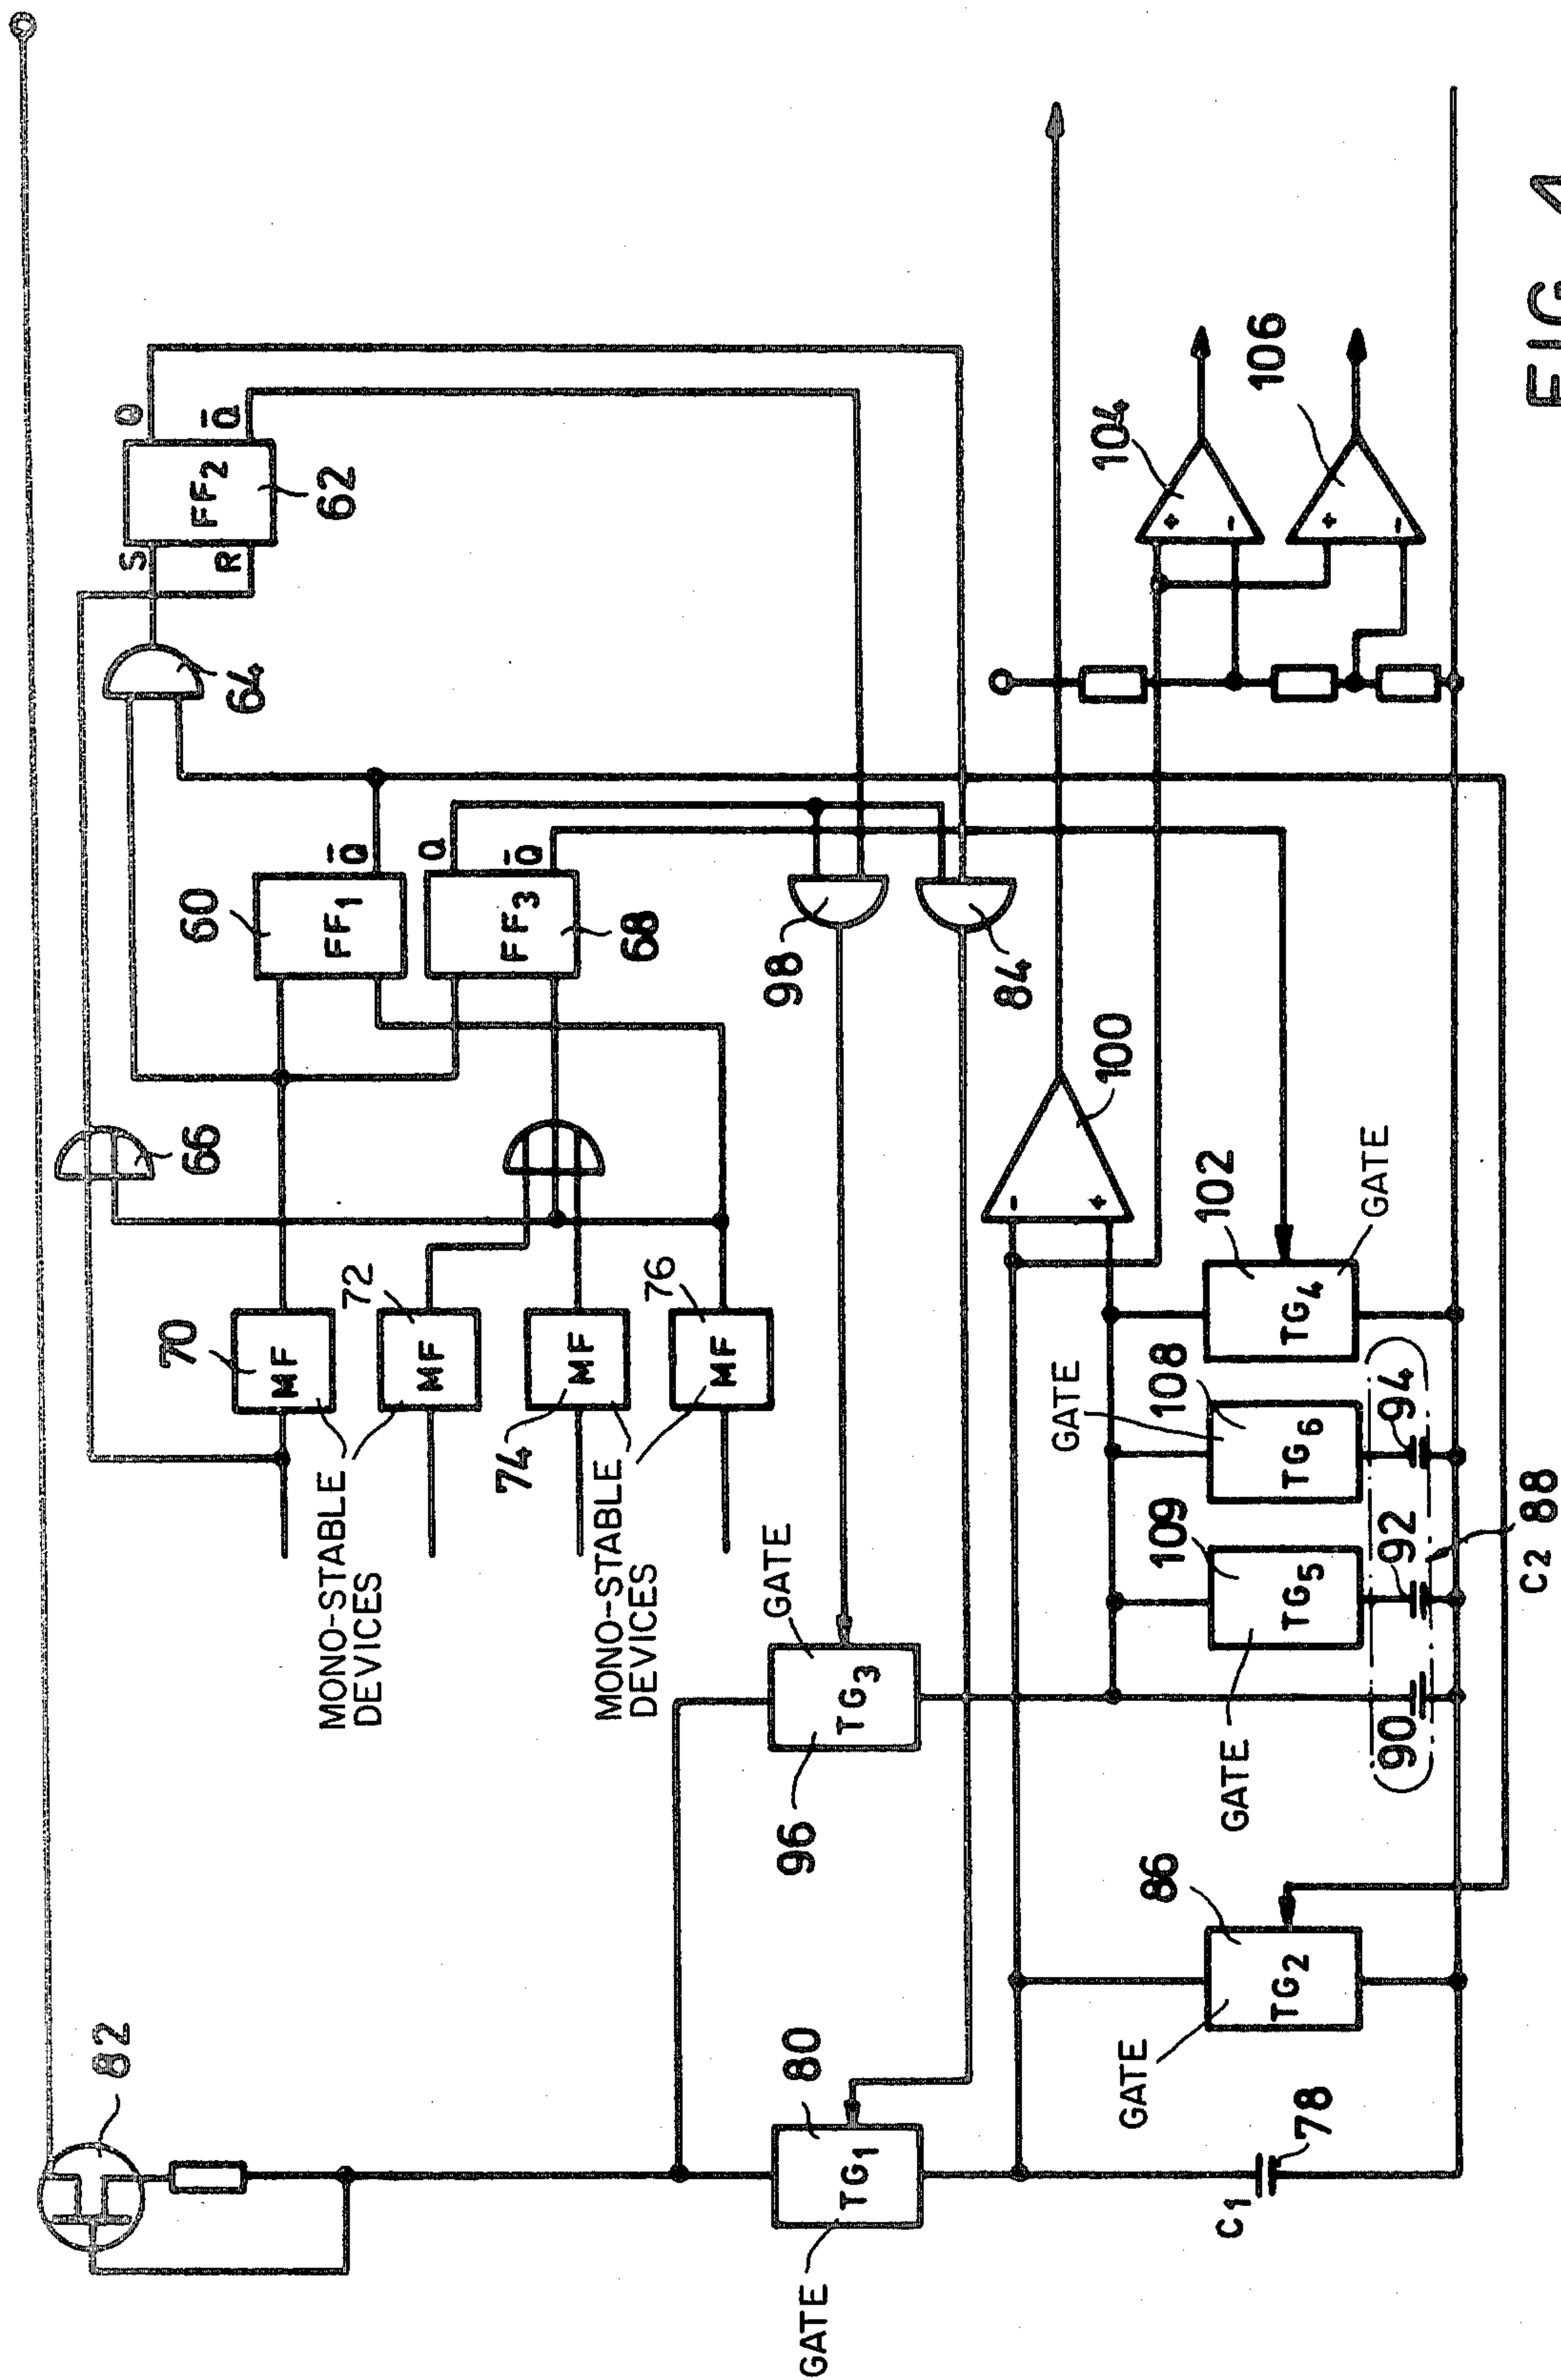 82
Q
Q̄
S
FF2
R
62
64
66
60
Q̄
FF1
Q
Q̄
FF3
68
70
MF
72
MF
74
MF
76
MF
MONO-STABLE
DEVICES
MONO-STABLE
DEVICES
98
84
GATE
TG3
96
80
TG1
GATE
100
-
+
104
+
-
106
+
-
102
TG4
GATE
GATE
108
TG6
94
109
TG5
92
GATE
90
C2 88
86
TG2
GATE
C1
78
FIG. 4